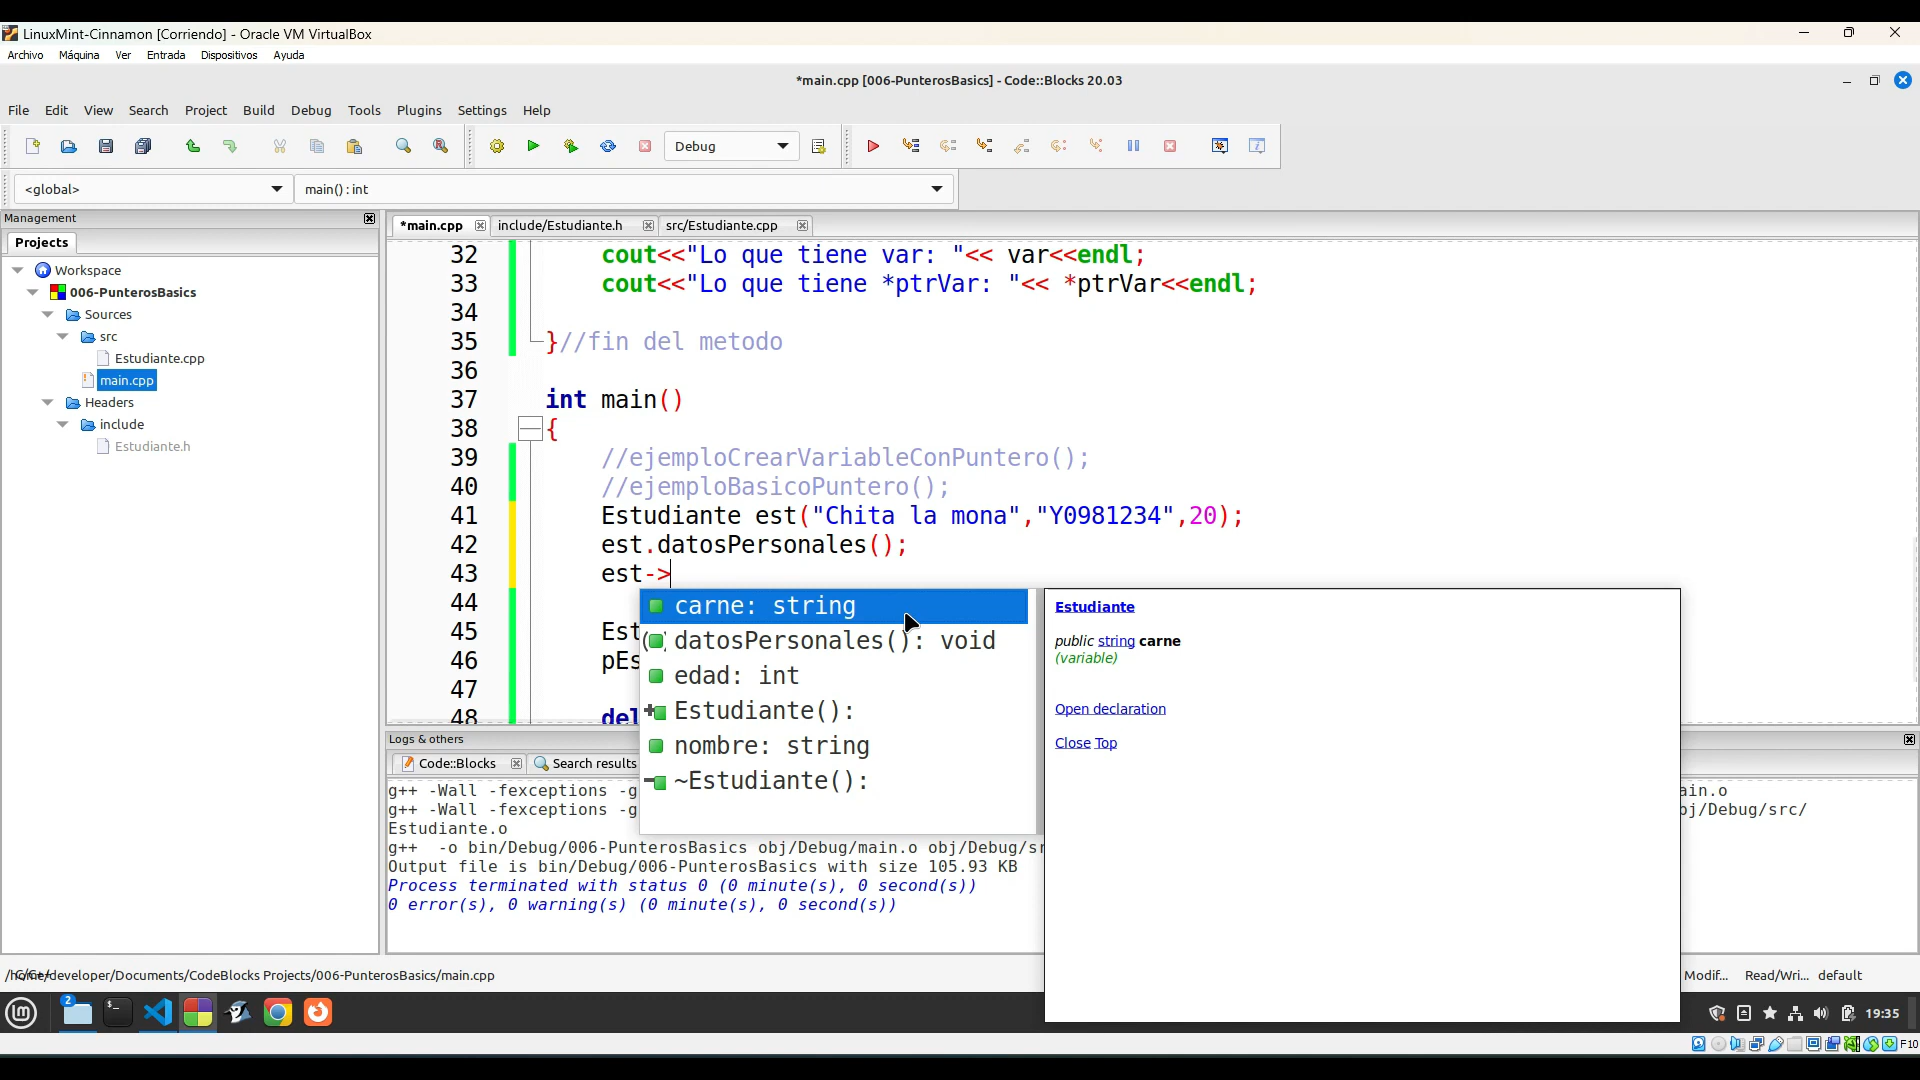 LinuxMint-Cinnamon [Corriendo] - Oracle VM VirtualBox
Archivo Máquina Ver Entrada Dispositivos Ayuda
*main.cpp [006-PunterosBasics] - Code::Blocks 20.03
File Edit View Search Project Build Debug Tools Plugins Settings Help
Debug
<global> main() : int
Management
Projects
Workspace
006-PunterosBasics
Sources
src
Estudiante.cpp
main.cpp
Headers
include
Estudiante.h
*main.cpp include/Estudiante.h src/Estudiante.cpp
32 cout<<"Lo que tiene var: "<< var<<endl;
33 cout<<"Lo que tiene *ptrVar: "<< *ptrVar<<endl;
34
35 }//fin del metodo
36
37 int main()
38 {
39 //ejemploCrearVariableConPuntero();
40 //ejemploBasicoPuntero();
41 Estudiante est("Chita la mona","Y0981234",20);
42 est.datosPersonales();
43 est->
44
45 Est
46 pEs
47
48 del
carne: string
datosPersonales(): void
edad: int
Estudiante():
nombre: string
~Estudiante():
Estudiante
public string carne
(variable)
Open declaration
Close Top
Logs & others
Code::Blocks Search results
g++ -Wall -fexceptions -g ain.o
g++ -Wall -fexceptions -g bj/Debug/src/
Estudiante.o
g++ -o bin/Debug/006-PunterosBasics obj/Debug/main.o obj/Debug/sr
Output file is bin/Debug/006-PunterosBasics with size 105.93 KB
Process terminated with status 0 (0 minute(s), 0 second(s))
0 error(s), 0 warning(s) (0 minute(s), 0 second(s))
/home/developer/Documents/CodeBlocks Projects/006-PunterosBasics/main.cpp Modif... Read/Wri... default
2
19:35
F10